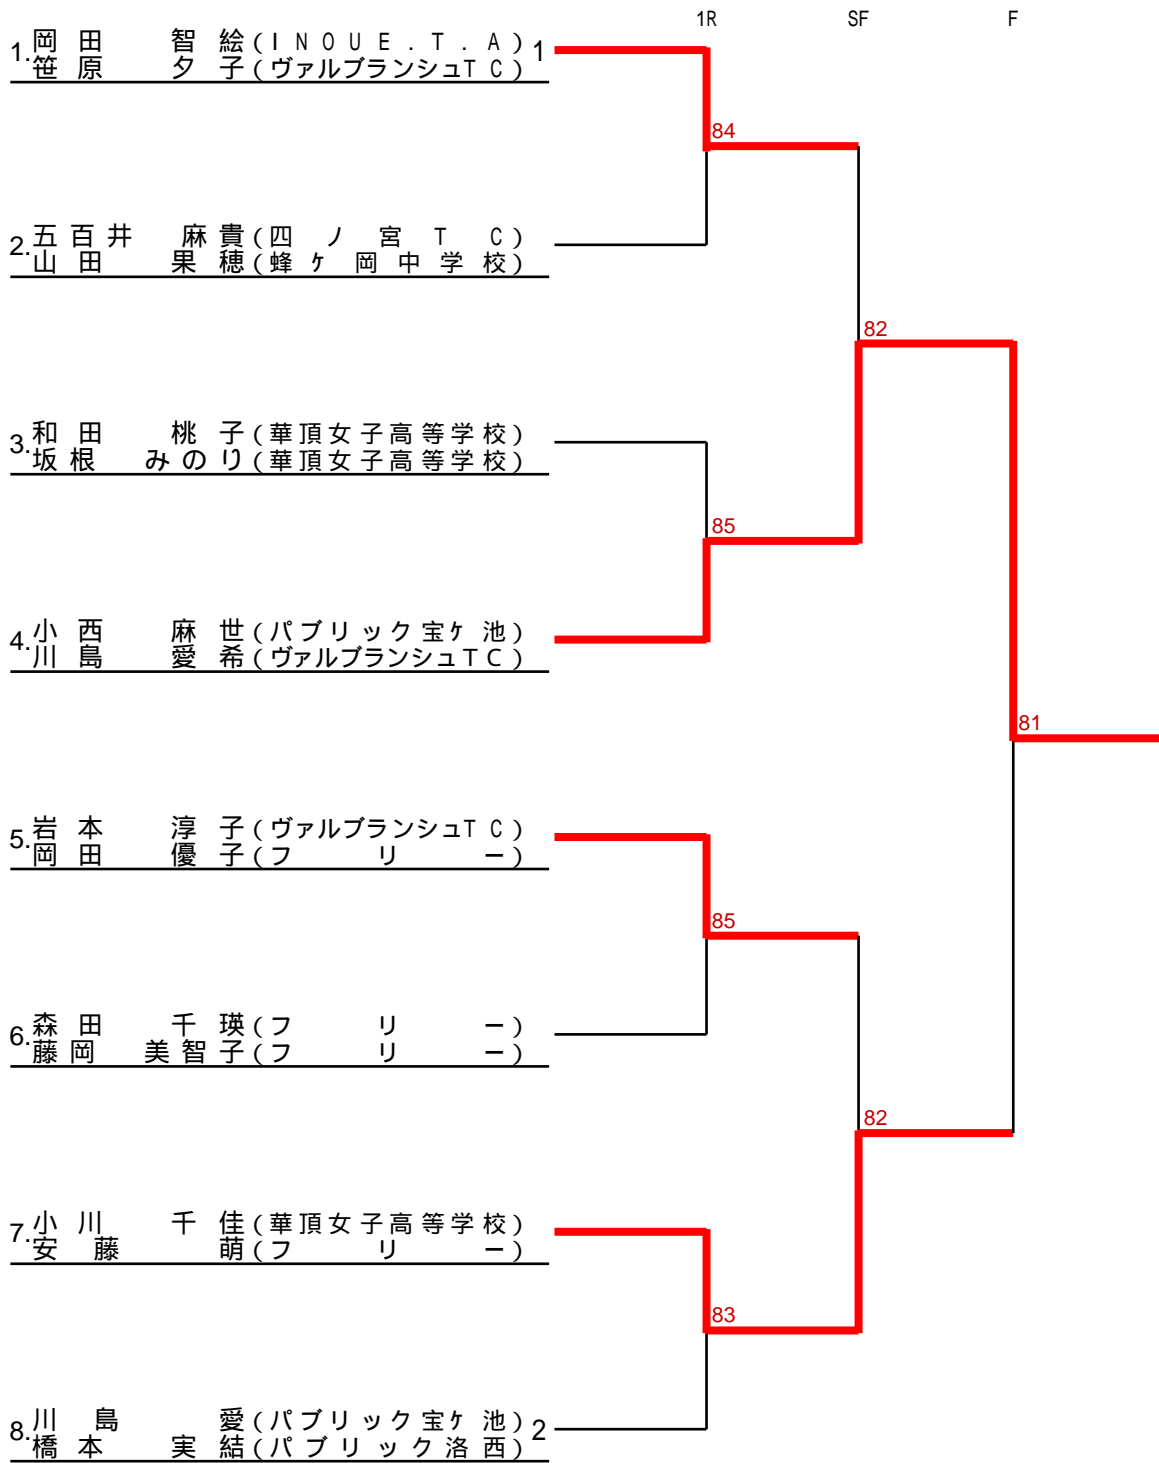 1R SF F
1. 岡田 智絵(INOUE.T.A) 1
笹原 夕子(ヴァルブランシュTC)
84
2. 五百井 麻貴(四ノ宮TC)
山田 果穂(蜂ケ岡中学校)
82
3. 和田 桃子(華頂女子高等学校)
坂根 みのり(華頂女子高等学校)
85
4. 小西 麻世(パブリック宝ケ池)
川島 愛希(ヴァルブランシュTC)
81
5. 岩本 淳子(ヴァルブランシュTC)
岡田 優子(フリー)
85
6. 森田 千瑛(フリー)
藤岡 美智子(フリー)
82
7. 小川 千佳(華頂女子高等学校)
安藤 萌(フリー)
83
8. 川島 愛(パブリック宝ケ池) 2
橋本 実結(パブリック洛西)